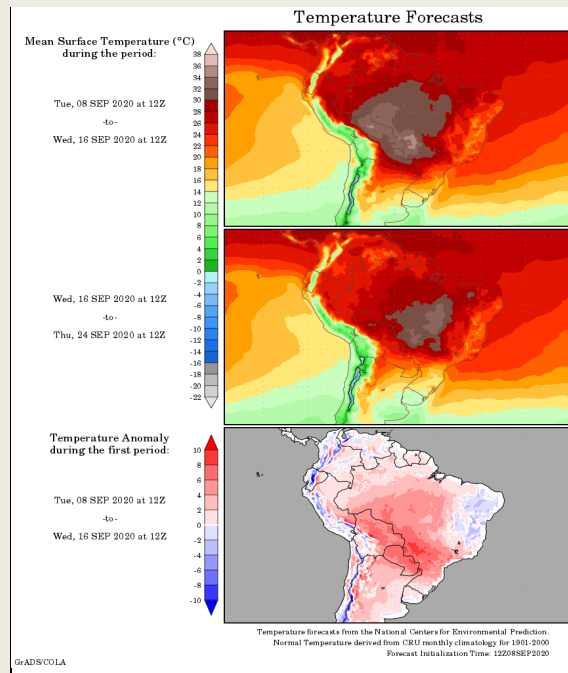 Temperature Forecasts
Mean Surface Temperature (°C)
during the period:
Tue, 08 SEP 2020 at 12Z
-to-
Wed, 16 SEP 2020 at 12Z
38
36
34
32
30
28
26
24
22
20
18
16
14
12
10
8
6
4
2
0
-2
-4
-6
-8
-10
-12
-14
-16
-18
-20
-22
Wed, 16 SEP 2020 at 12Z
-to-
Thu, 24 SEP 2020 at 12Z
Temperature Anomaly
during the first period:
Tue, 08 SEP 2020 at 12Z
-to-
Wed, 16 SEP 2020 at 12Z
10
8
6
4
2
0
-2
-4
-6
-8
-10
Temperature forecasts from the National Centers for Environmental Prediction.
Normal Temperature derived from CRU monthly climatology for 1901-2000
Forecast Initialization Time: 12Z08SEP2020
GrADS/COLA